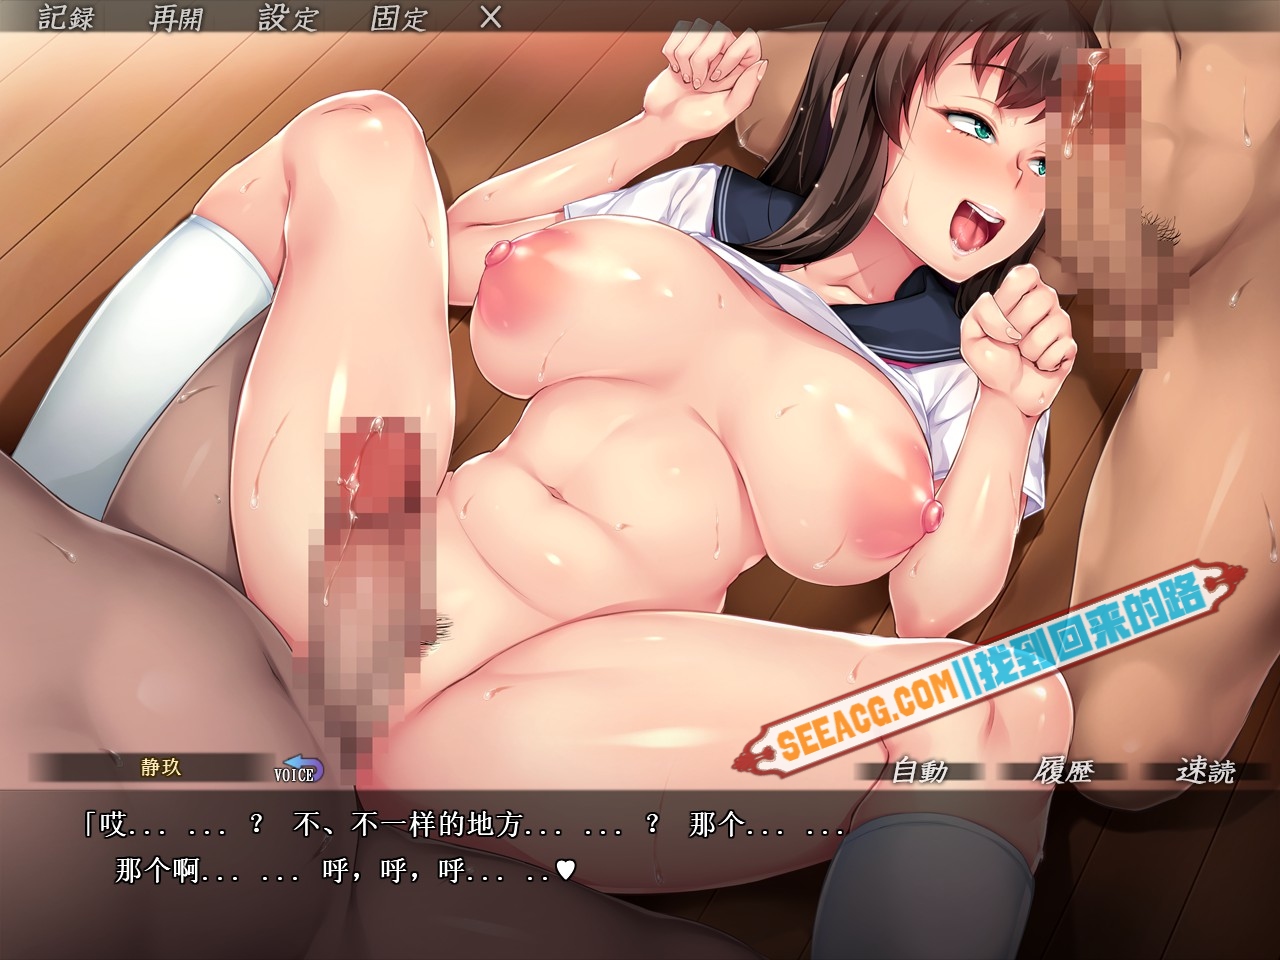 記録 再開 設定 固定 ×
SEEACG.COM||找到回来的路
静玖
VOICE
自動 履歴 速読
「哎... ... ? 不、不一样的地方... ... ? 那个... ...
那个啊... ... 呼，呼，呼... ..♥